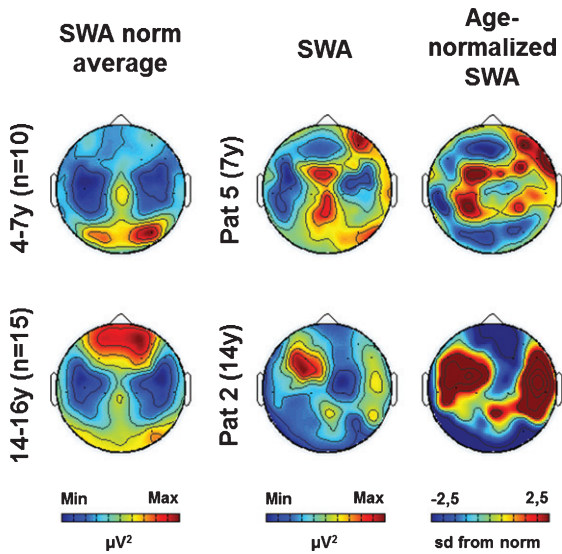 SWA norm
average
SWA
Age-
normalized
SWA
4-7y (n=10)
Pat 5 (7y)
14-16y (n=15)
Pat 2 (14y)
Min Max
µV²
Min Max
µV²
-2,5 2,5
sd from norm